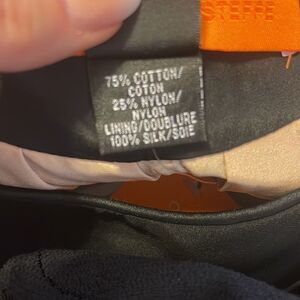 STEFFE
75% COTTON/
COTON
25% NYLON/
NYLON
LINING/DOUBLURE
100% SILK/SOIE